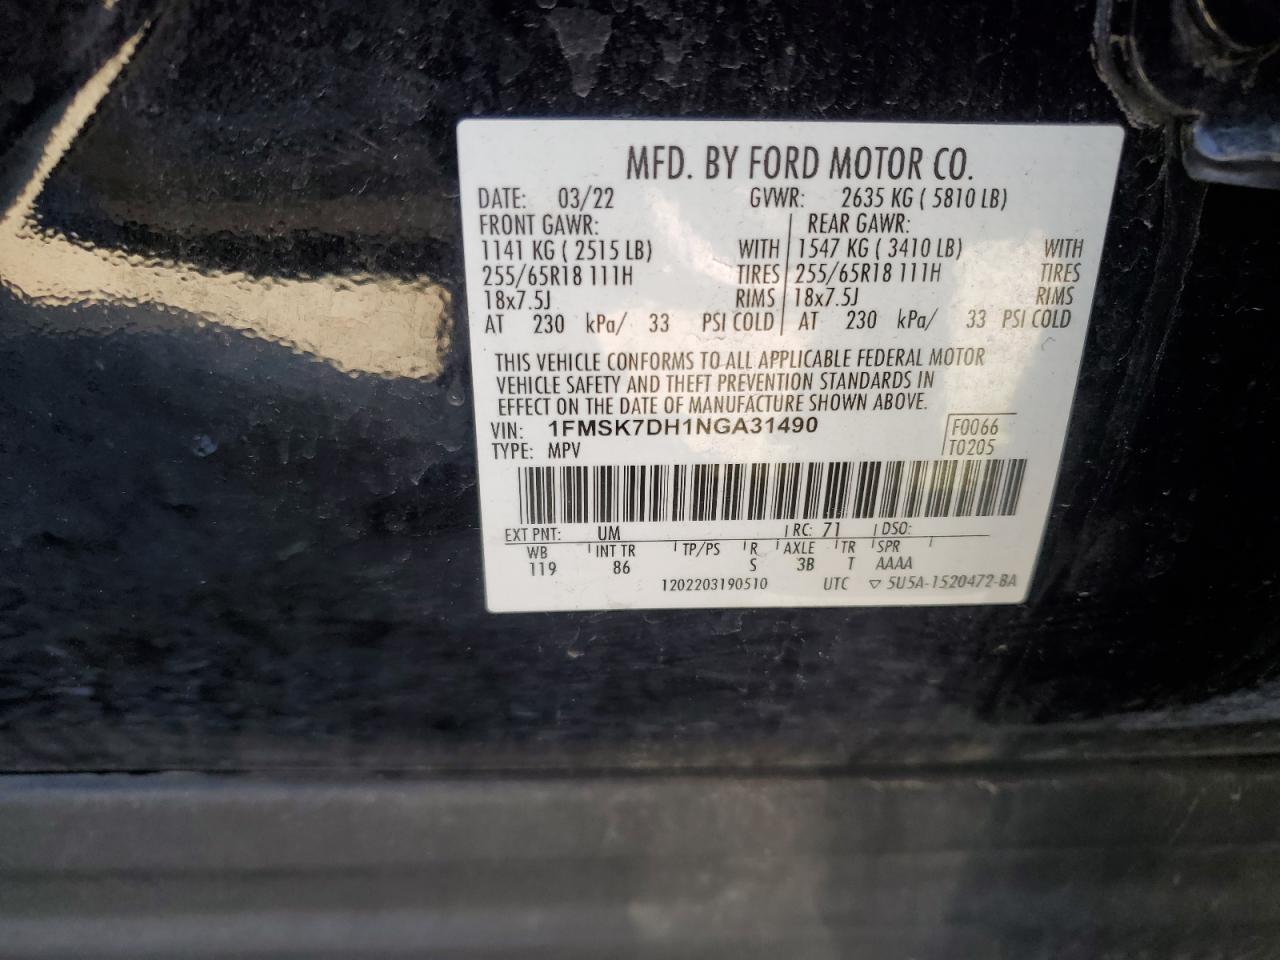 MFD. BY FORD MOTOR CO.
DATE: 03/22 GVWR: 2635 KG ( 5810 LB)
FRONT GAWR: REAR GAWR:
1141 KG ( 2515 LB) WITH 1547 KG ( 3410 LB) WITH
255/65R18 111H TIRES 255/65R18 111H TIRES
18x7.5J RIMS 18x7.5J RIMS
AT 230 kPa/ 33 PSI COLD AT 230 kPa/ 33 PSI COLD
THIS VEHICLE CONFORMS TO ALL APPLICABLE FEDERAL MOTOR
VEHICLE SAFETY AND THEFT PREVENTION STANDARDS IN
EFFECT ON THE DATE OF MANUFACTURE SHOWN ABOVE.
VIN: 1FMSK7DH1NGA31490 F0066
TYPE: MPV T0205
EXT PNT: UM RC: 71 DSO:
WB INT TR TP/PS R AXLE TR SPR
119 86 S 3B T AAAA
1202203190510 UTC ▽ 5U5A-1520472-BA